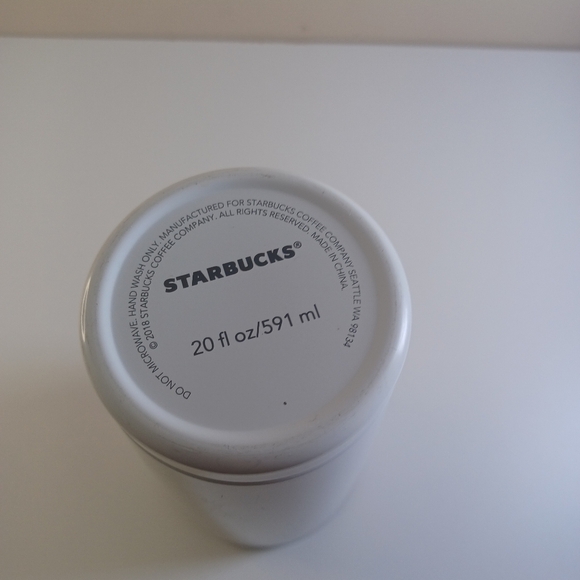 DO NOT MICROWAVE. HAND WASH ONLY. MANUFACTURED FOR STARBUCKS COFFEE COMPANY SEATTLE WA 98134
© 2018 STARBUCKS COFFEE COMPANY. ALL RIGHTS RESERVED. MADE IN CHINA.
STARBUCKS®
20 fl oz/591 ml